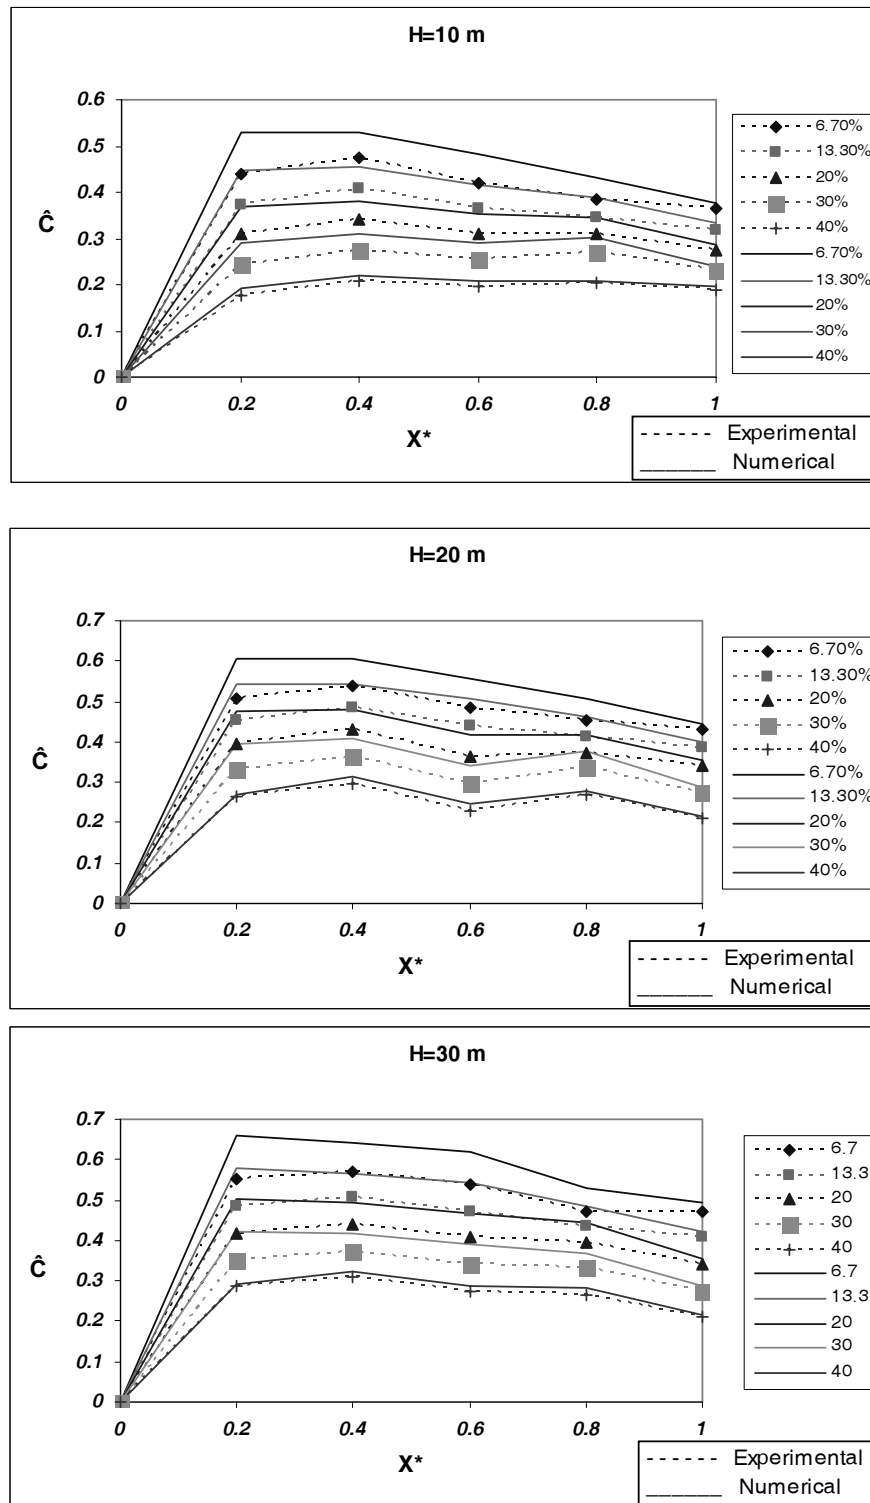 H=10 m
0.6
0.5
0.4
0.3
0.2
0.1
0
Ĉ
0 0.2 0.4 0.6 0.8 1
X*
6.70%
13.30%
20%
30%
40%
6.70%
13.30%
20%
30%
40%
Experimental
Numerical
H=20 m
0.7
0.6
0.5
0.4
0.3
0.2
0.1
0
Ĉ
0 0.2 0.4 0.6 0.8 1
X*
6.70%
13.30%
20%
30%
40%
6.70%
13.30%
20%
30%
40%
Experimental
Numerical
H=30 m
0.7
0.6
0.5
0.4
0.3
0.2
0.1
0
Ĉ
0 0.2 0.4 0.6 0.8 1
X*
6.7
13.3
20
30
40
6.7
13.3
20
30
40
Experimental
Numerical